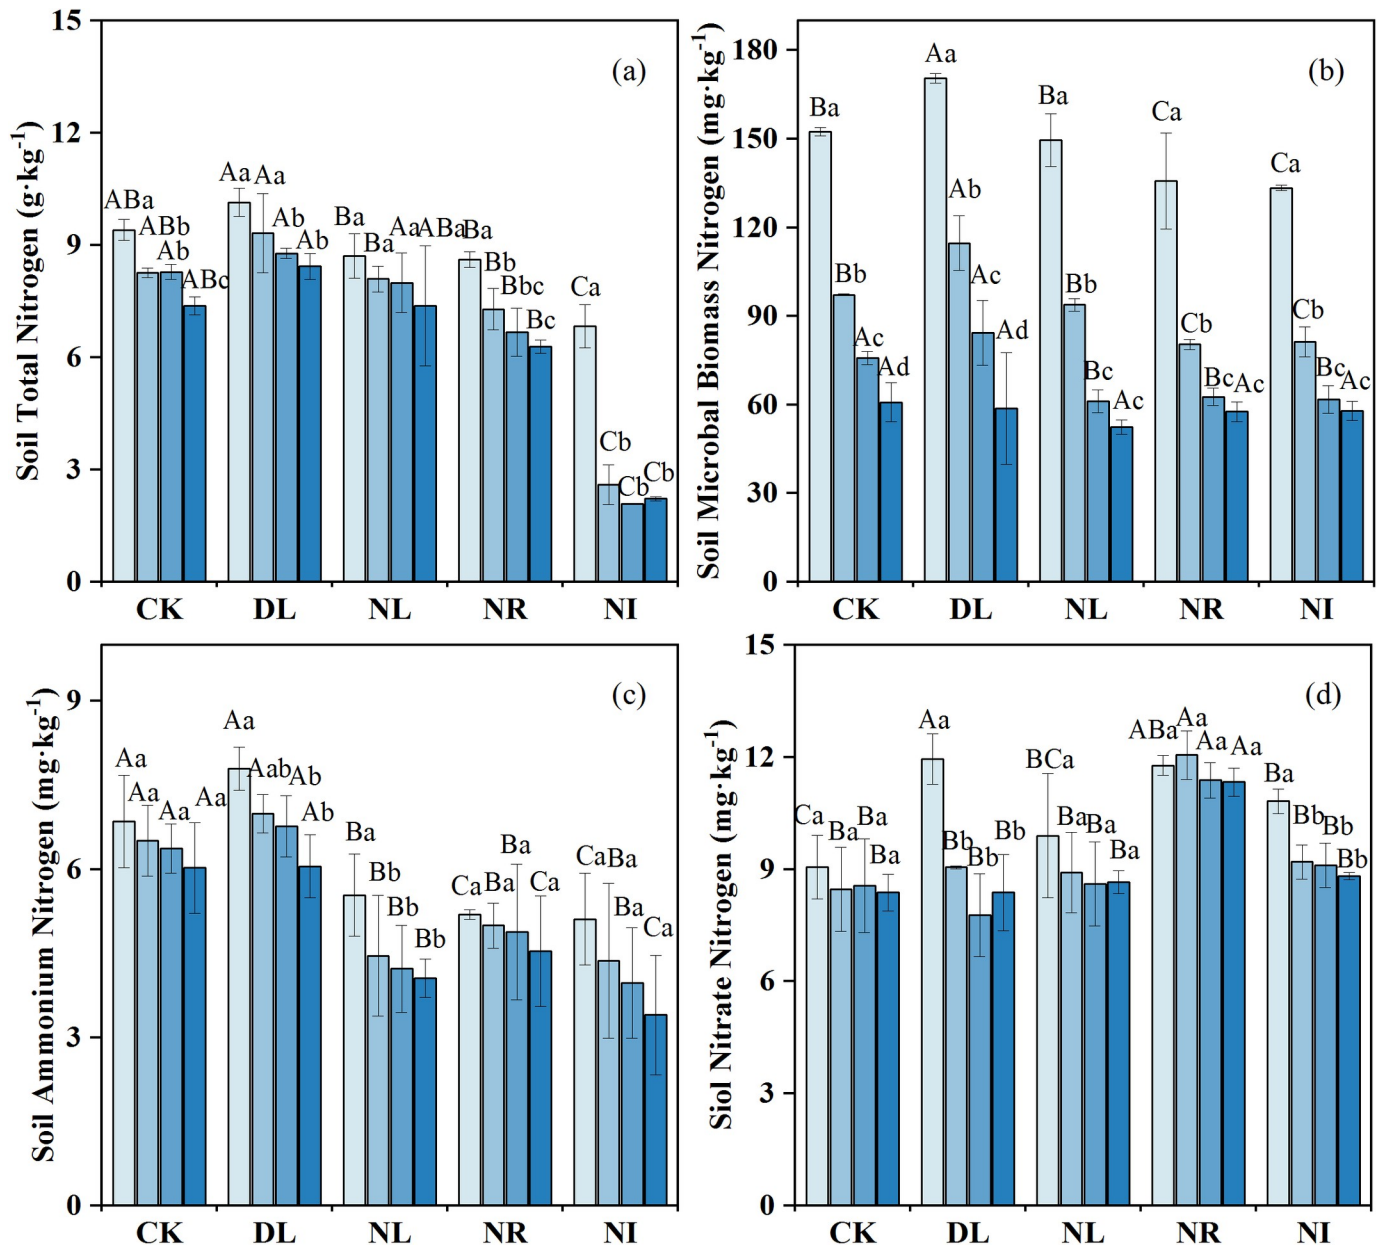 Soil Total Nitrogen (g·kg⁻¹)
15
12
9
6
3
0
(a)
ABa
ABb
Ab
ABc
Aa
Aa
Ab
Ab
Ba
Ba
Aa
ABa
Ba
Bb
Bbc
Bc
Ca
Cb
Cb
Cb
CK DL NL NR NI
Soil Microbal Biomass Nitrogen (mg·kg⁻¹)
180
150
120
90
60
30
0
(b)
Ba
Bb
Ac
Ad
Aa
Ab
Ac
Ad
Ba
Bb
Bc
Ac
Ca
Cb
Bc
Ac
Ca
Cb
Bc
Ac
CK DL NL NR NI
Soil Ammonium Nitrogen (mg·kg⁻¹)
9
6
3
0
(c)
Aa
Aa
Aa
Aa
Aa
Aab
Ab
Ab
Ba
Bb
Bb
Bb
Ca
Ba
Ba
Ca
Ca
Ba
Ba
Ca
CK DL NL NR NI
Siol Nitrate Nitrogen (mg·kg⁻¹)
15
12
9
6
3
0
(d)
Ca
Ba
Ba
Ba
Aa
Bb
Bb
Bb
BCa
Ba
Ba
Ba
ABa
Aa
Aa
Aa
Ba
Bb
Bb
Bb
CK DL NL NR NI